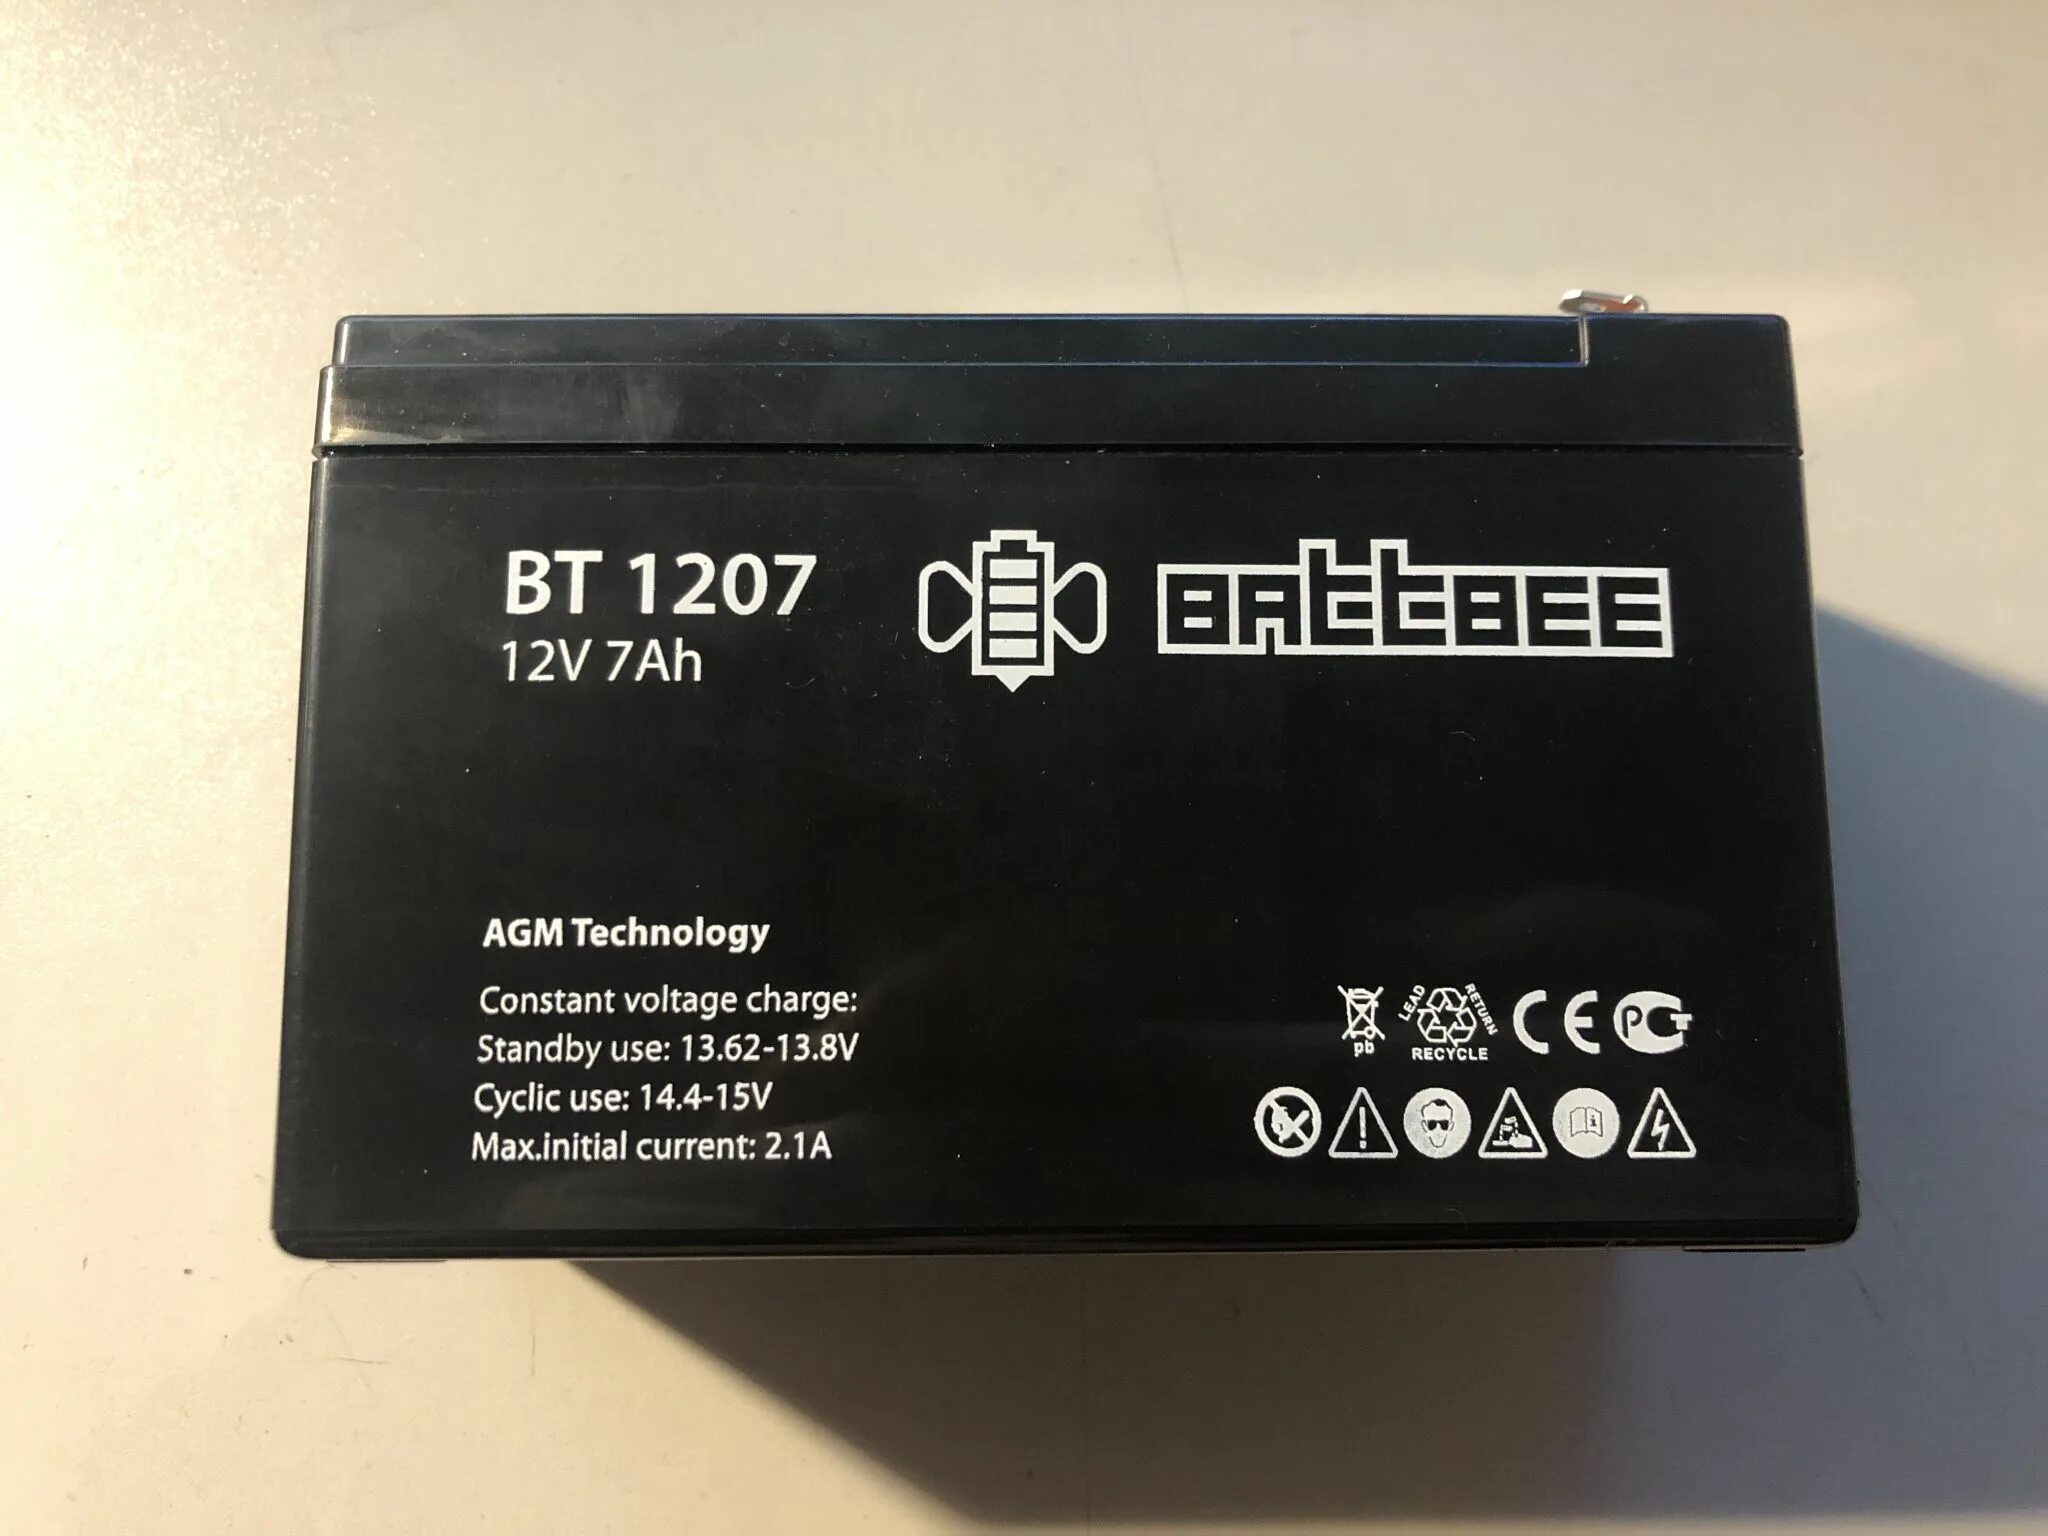 BT 1207
12V 7Ah
BATTBEE
AGM Technology
Constant voltage charge:
Standby use: 13.62-13.8V
Cyclic use: 14.4-15V
Max.initial current: 2.1A
pb
LEAD RETURN
RECYCLE
CE
РСТ